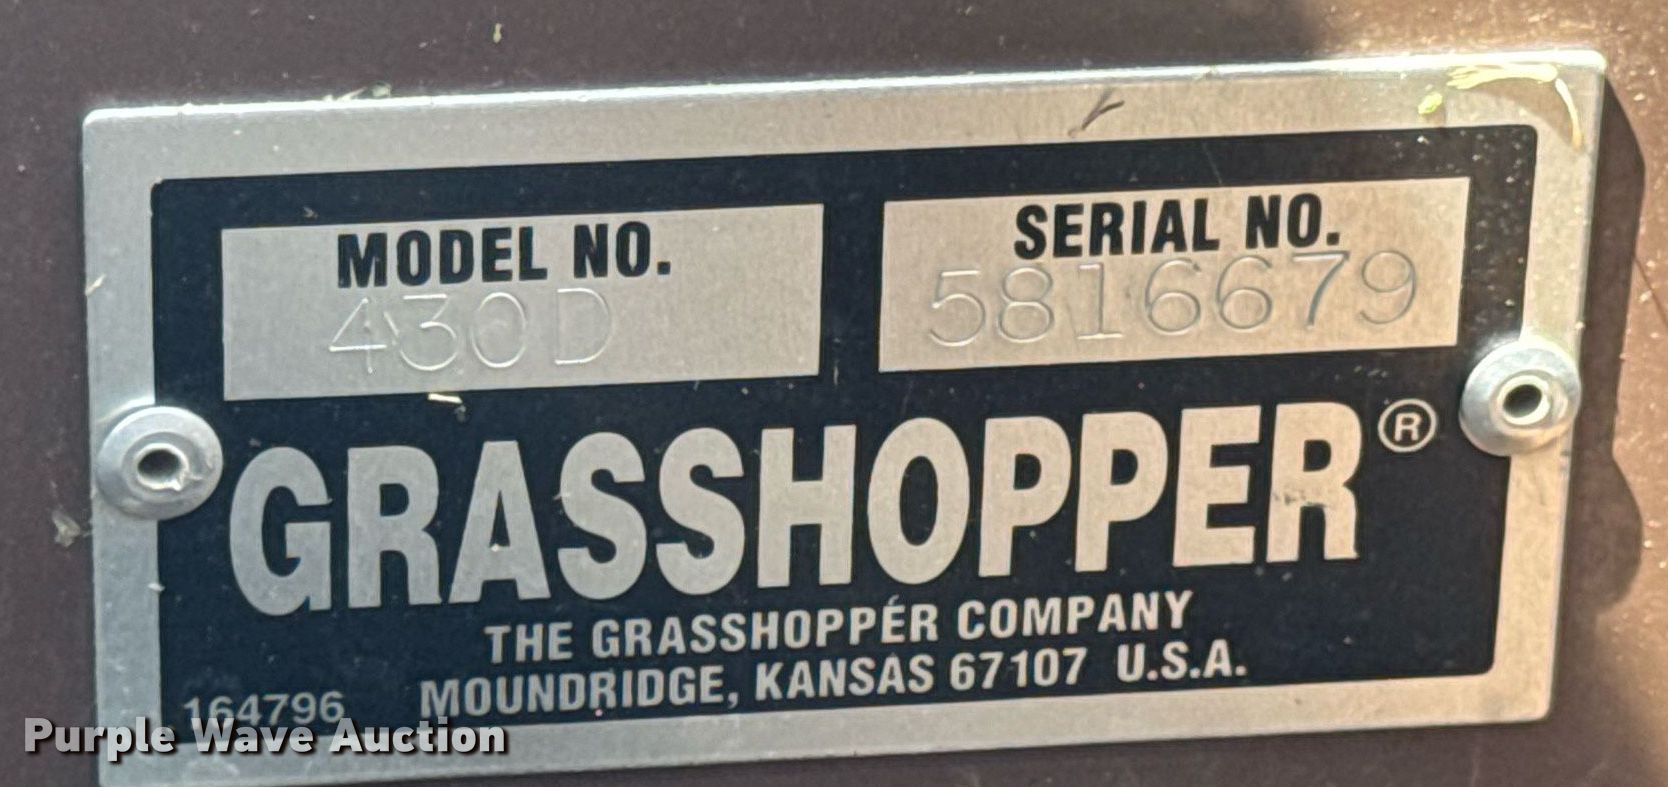 MODEL NO.
430D
SERIAL NO.
5816679
GRASSHOPPER®
THE GRASSHOPPER COMPANY
MOUNDRIDGE, KANSAS 67107 U.S.A.
164796
Purple Wave Auction